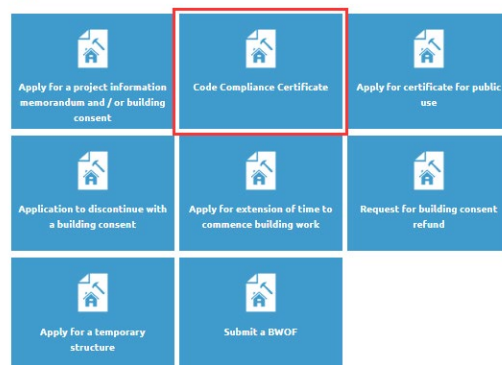 Apply for a project information
memorandum and / or building
consent
Code Compliance Certificate
Apply for certificate for public
use
Application to discontinue with
a building consent
Apply for extension of time to
commence building work
Request for building consent
refund
Apply for a temporary
structure
Submit a BWOF